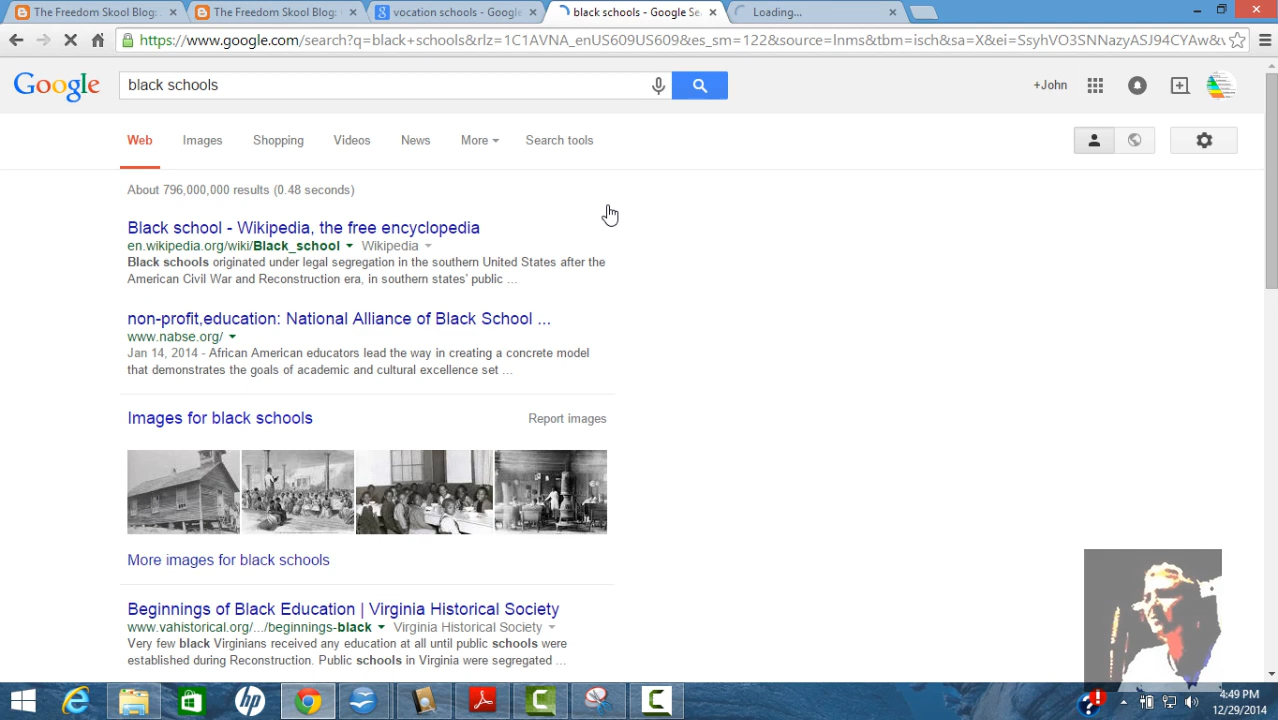 The Freedom Skool Blog:
The Freedom Skool Blog:
vocation schools - Google
black schools - Google Se
Loading...
https://www.google.com/search?q=black+schools&rlz=1C1AVNA_enUS609US609&es_sm=122&source=lnms&tbm=isch&sa=X&ei=SsyhVO3SNNazyASJ94CYAw&v
Google
black schools
+John
Web
Images
Shopping
Videos
News
More
Search tools
About 796,000,000 results (0.48 seconds)
Black school - Wikipedia, the free encyclopedia
en.wikipedia.org/wiki/Black_school Wikipedia
Black schools originated under legal segregation in the southern United States after the
American Civil War and Reconstruction era, in southern states' public ...
non-profit,education: National Alliance of Black School ...
www.nabse.org/
Jan 14, 2014 - African American educators lead the way in creating a concrete model
that demonstrates the goals of academic and cultural excellence set ...
Images for black schools
Report images
More images for black schools
Beginnings of Black Education | Virginia Historical Society
www.vahistorical.org/.../beginnings-black Virginia Historical Society
Very few black Virginians received any education at all until public schools were
established during Reconstruction. Public schools in Virginia were segregated ...
hp
4:49 PM
12/29/2014